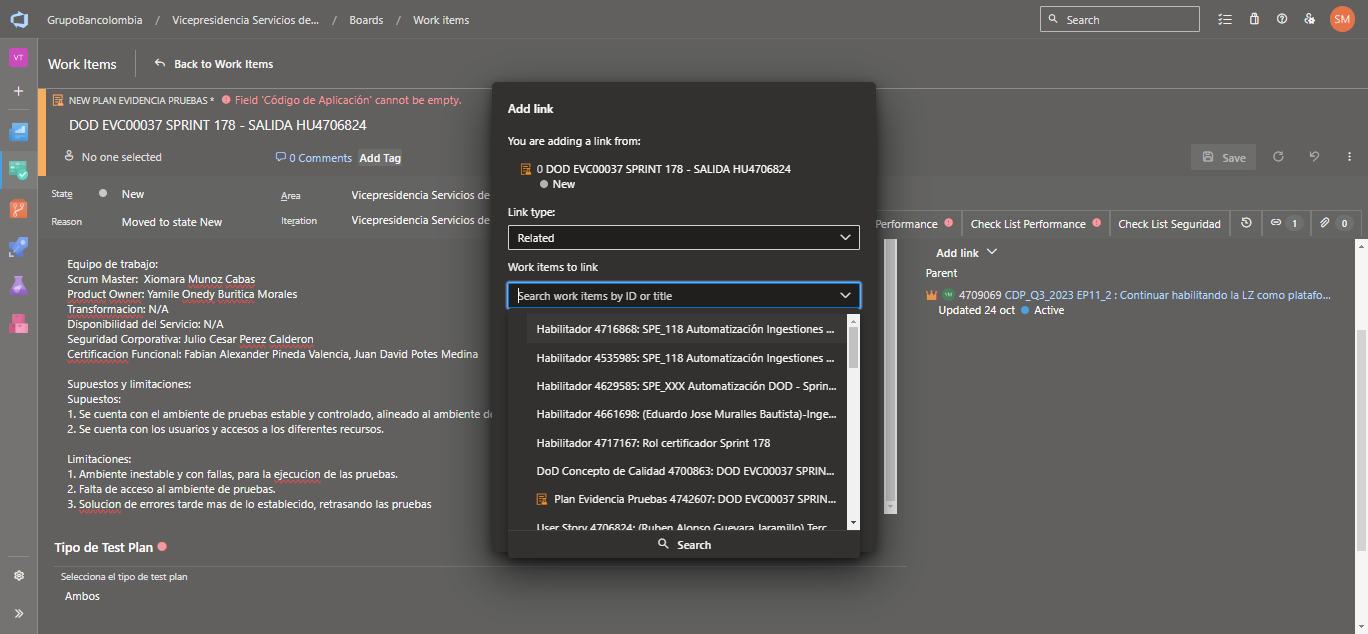 GrupoBancolombia / Vicepresidencia Servicios de... / Boards / Work items
Search
SM
VT
Work Items
Back to Work Items
NEW PLAN EVIDENCIA PRUEBAS * Field 'Código de Aplicación' cannot be empty.
DOD EVC00037 SPRINT 178 - SALIDA HU4706824
No one selected
0 Comments
Add Tag
Save
State
New
Area
Vicepresidencia Servicios de
Reason
Moved to state New
Iteration
Vicepresidencia Servicios de
Performance
Check List Performance
Check List Seguridad
1
0
Equipo de trabajo:
Scrum Master: Xiomara Munoz Cabas
Product Owner: Yamile Onedy Buritica Morales
Transformacion: N/A
Disponibilidad del Servicio: N/A
Seguridad Corporativa: Julio Cesar Perez Calderon
Certificacion Funcional: Fabian Alexander Pineda Valencia, Juan David Potes Medina
Supuestos y limitaciones:
Supuestos:
1. Se cuenta con el ambiente de pruebas estable y controlado, alineado al ambiente de
2. Se cuenta con los usuarios y accesos a los diferentes recursos.
Limitaciones:
1. Ambiente inestable y con fallas, para la ejecucion de las pruebas.
2. Falta de acceso al ambiente de pruebas.
3. Solucion de errores tarde mas de lo establecido, retrasando las pruebas
Tipo de Test Plan
Selecciona el tipo de test plan
Ambos
Add link
You are adding a link from:
0 DOD EVC00037 SPRINT 178 - SALIDA HU4706824
New
Link type:
Related
Work items to link
Search work items by ID or title
Habilitador 4716868: SPE_118 Automatización Ingestiones ...
Habilitador 4535985: SPE_118 Automatización Ingestiones ...
Habilitador 4629585: SPE_XXX Automatización DOD - Sprin...
Habilitador 4661698: (Eduardo Jose Muralles Bautista)-Inge...
Habilitador 4717167: Rol certificador Sprint 178
DoD Concepto de Calidad 4700863: DOD EVC00037 SPRIN...
Plan Evidencia Pruebas 4742607: DOD EVC00037 SPRIN...
User Story 4706824: (Ruben Alonso Guevara Jaramillo) Terc...
Search
Add link
Parent
4709069 CDP_Q3_2023 EP11_2 : Continuar habilitando la LZ como platafo...
Updated 24 oct Active